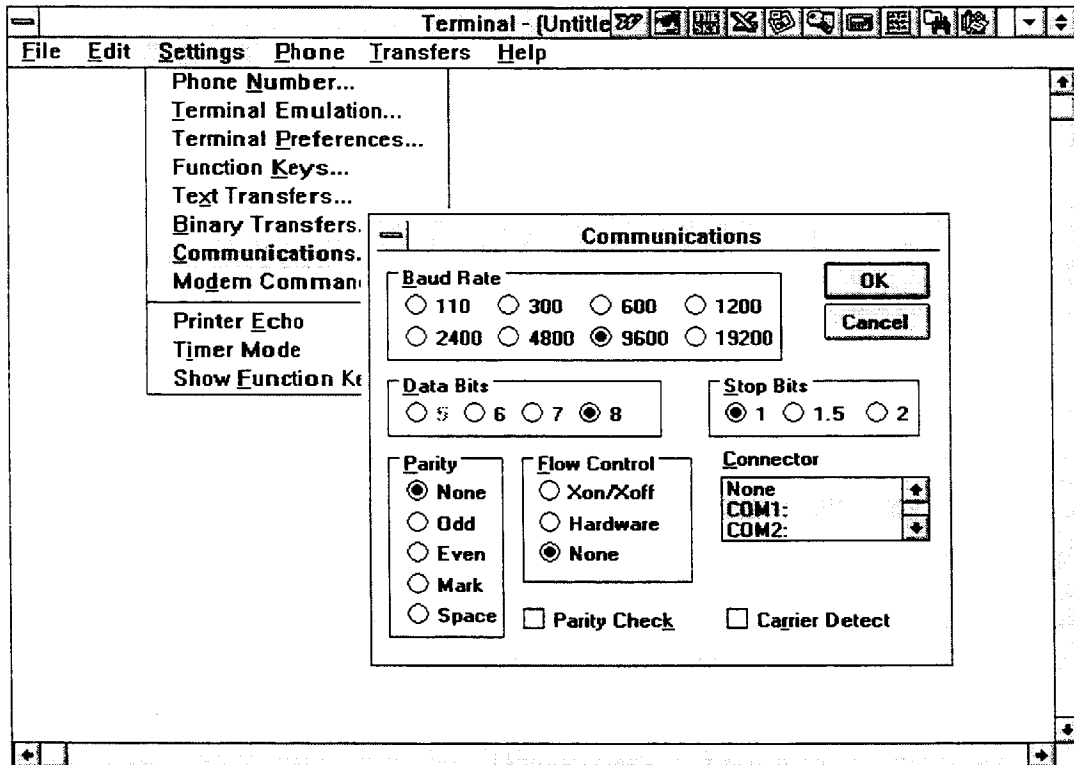 Terminal - (Untitle
File Edit Settings Phone Transfers Help
Phone Number...
Terminal Emulation...
Terminal Preferences...
Function Keys...
Text Transfers...
Binary Transfers.
Communications.
Modem Comman
Printer Echo
Timer Mode
Show Function Ke
Communications
Baud Rate
110 300 600 1200
2400 4800 9600 19200
OK
Cancel
Data Bits
5 6 7 8
Stop Bits
1 1.5 2
Parity
None
Odd
Even
Mark
Space
Flow Control
Xon/Xoff
Hardware
None
Connector
None
COM1:
COM2:
Parity Check
Carrier Detect